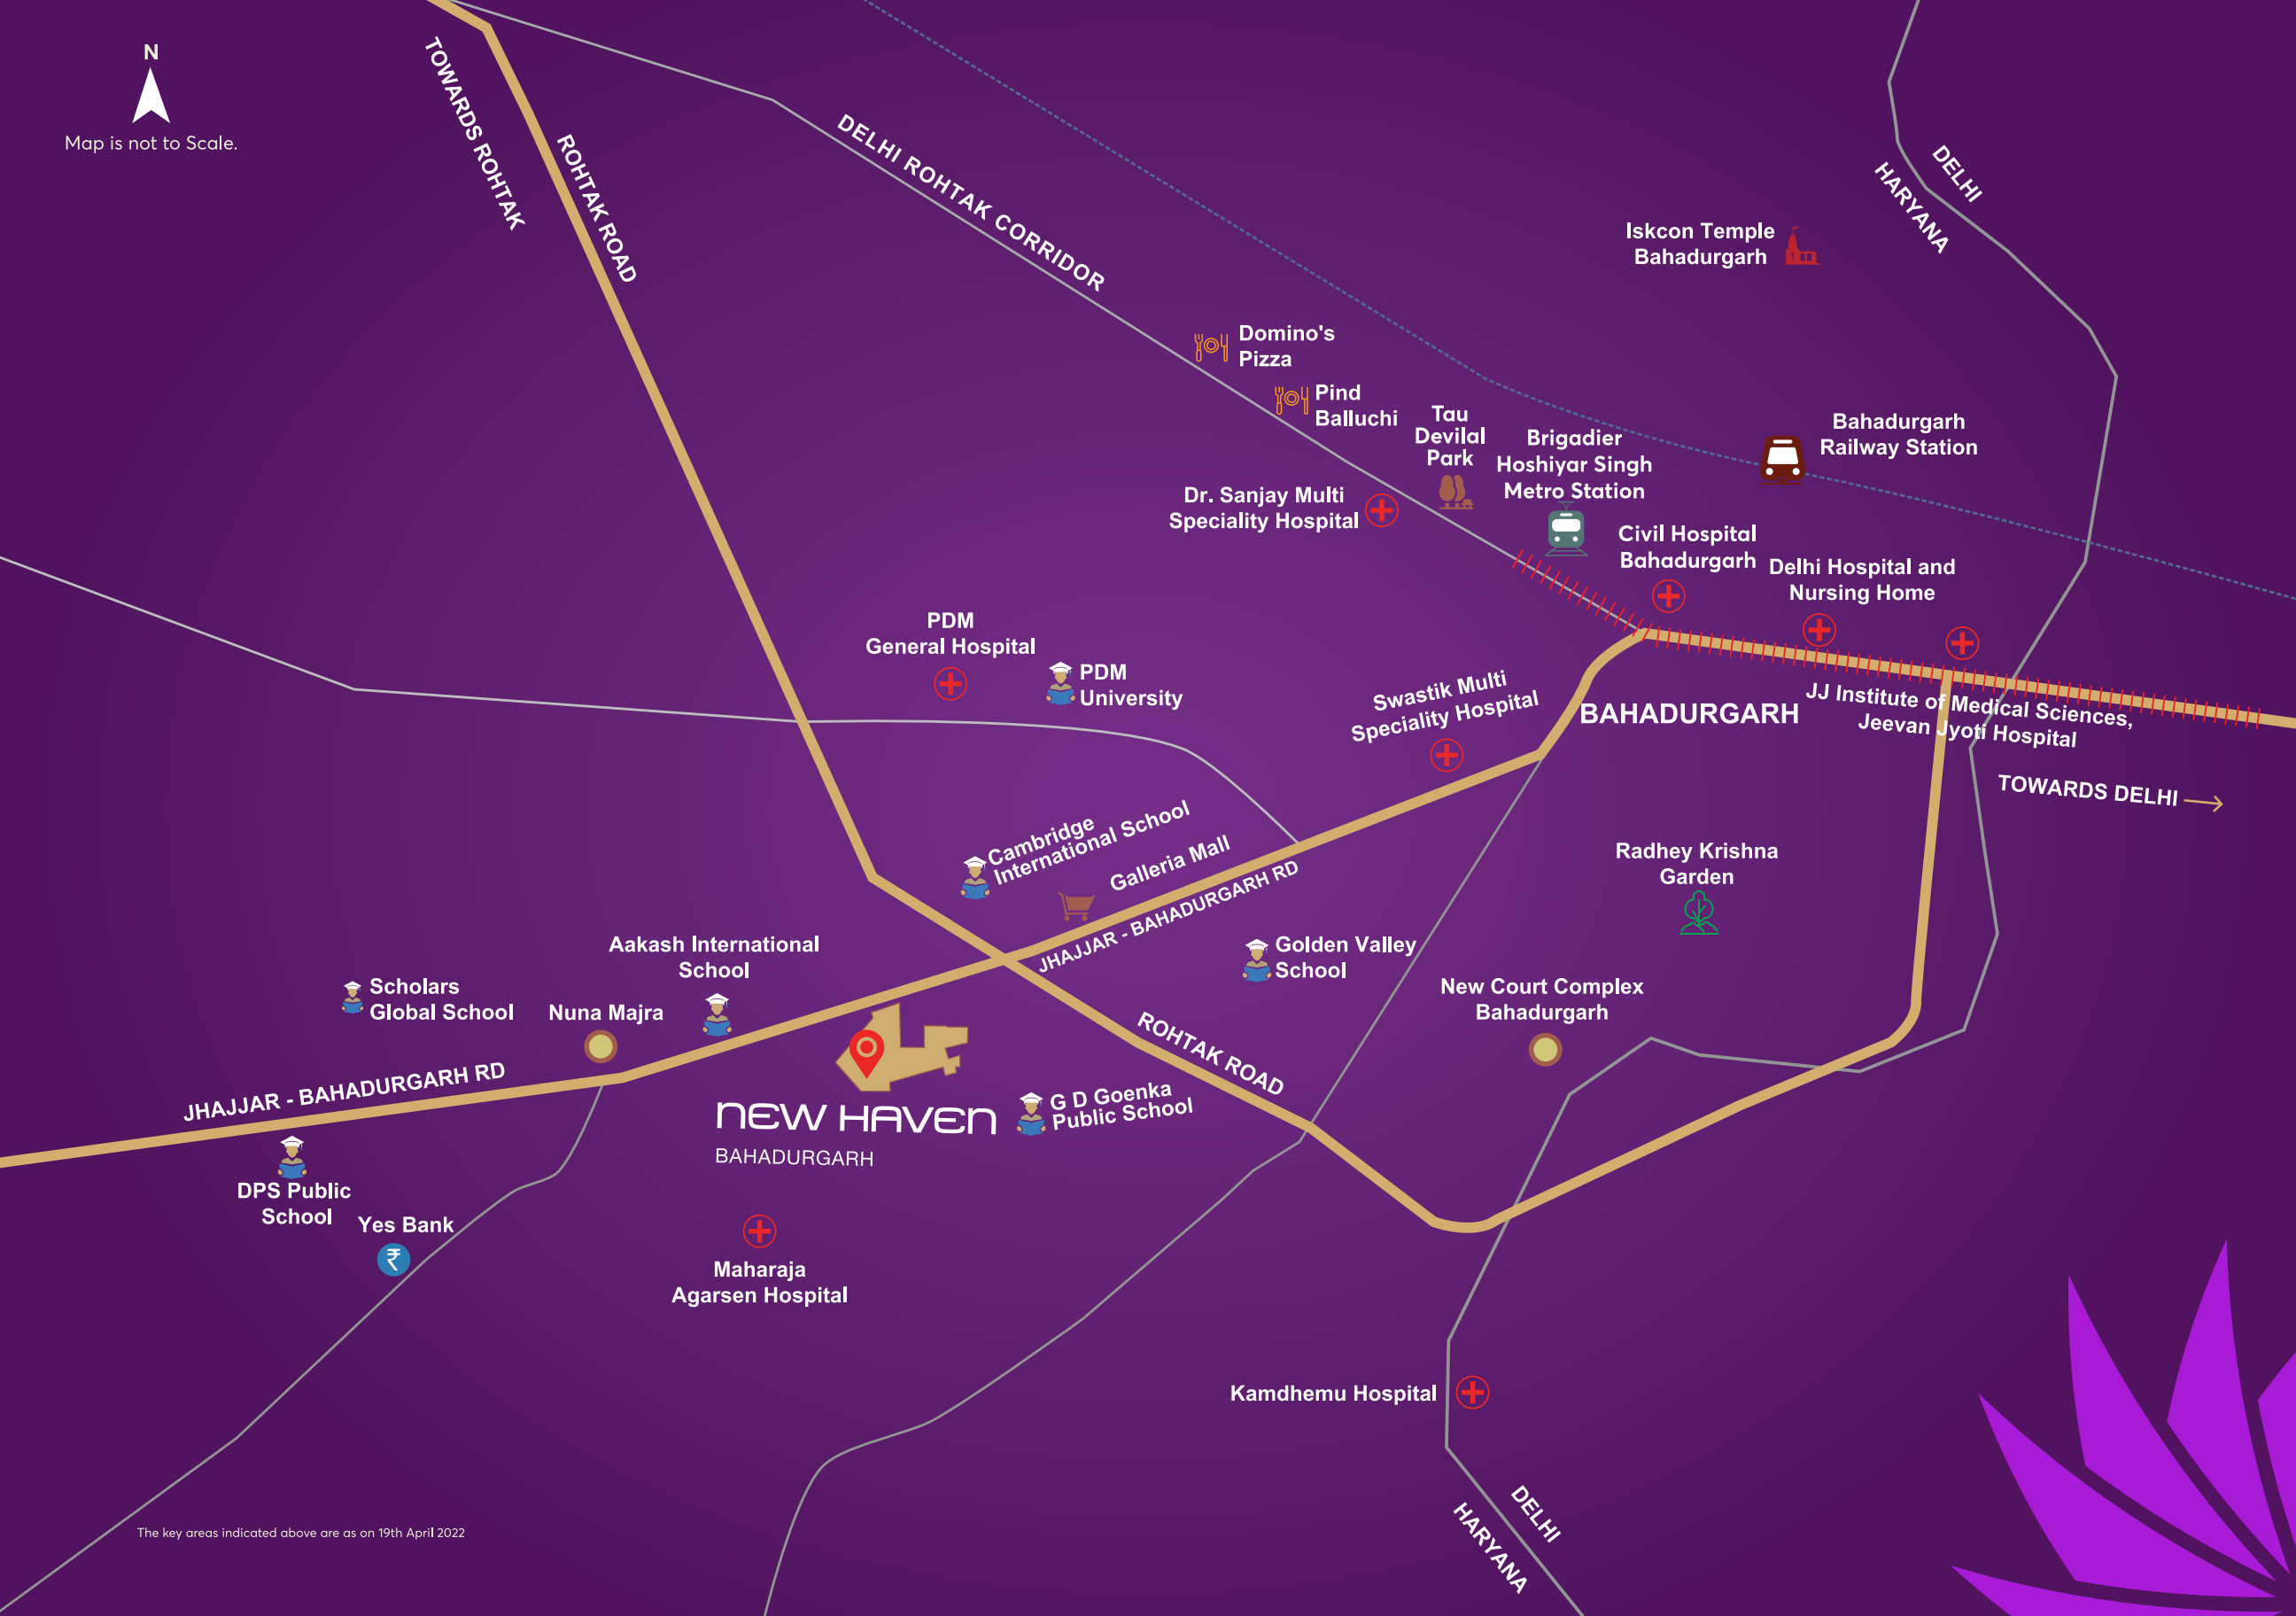 N
Map is not to Scale.
TOWARDS ROHTAK
ROHTAK ROAD
DELHI ROHTAK CORRIDOR
DELHI
HARYANA
Iskcon Temple
Bahadurgarh
Domino's
Pizza
Pind
Balluchi
Tau
Devilal
Park
Brigadier
Hoshiyar Singh
Metro Station
Bahadurgarh
Railway Station
Dr. Sanjay Multi
Speciality Hospital
Civil Hospital
Bahadurgarh
Delhi Hospital and
Nursing Home
PDM
General Hospital
PDM
University
Swastik Multi
Speciality Hospital
BAHADURGARH
JJ Institute of Medical Sciences,
Jeevan Jyoti Hospital
TOWARDS DELHI
Cambridge
International School
Galleria Mall
JHAJJAR - BAHADURGARH RD
Radhey Krishna
Garden
Aakash International
School
Golden Valley
School
Scholars
Global School
Nuna Majra
New Court Complex
Bahadurgarh
ROHTAK ROAD
JHAJJAR - BAHADURGARH RD
NEW HAVEN
BAHADURGARH
G D Goenka
Public School
DPS Public
School
Yes Bank
₹
Maharaja
Agarsen Hospital
Kamdhemu Hospital
DELHI
HARYANA
The key areas indicated above are as on 19th April 2022